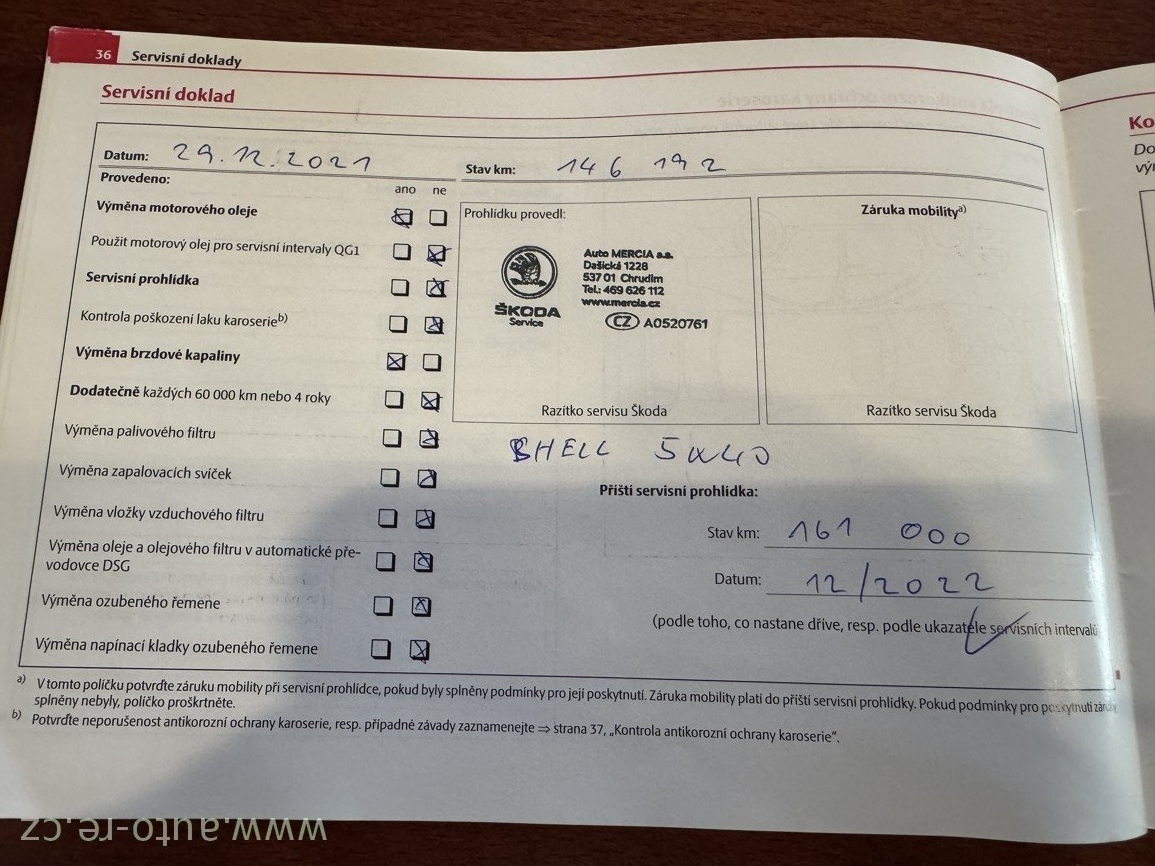 36 Servisní doklady
Servisní doklad
Datum: 29.12.2021
Stav km: 146 192
Provedeno:
ano ne
Výměna motorového oleje
Použit motorový olej pro servisní intervaly QG1
Servisní prohlídka
Kontrola poškození laku karoserie b)
Výměna brzdové kapaliny
Dodatečně každých 60 000 km nebo 4 roky
Výměna palivového filtru
Výměna zapalovacích svíček
Výměna vložky vzduchového filtru
Výměna oleje a olejového filtru v automatické pře-
vodovce DSG
Výměna ozubeného řemene
Výměna napínací kladky ozubeného řemene
Prohlídku provedl:
ŠKODA
Service
Auto MERCIA a.s.
Dašická 1228
537 01 Chrudim
Tel.: 469 626 112
www.mercia.cz
CZ A0520761
Razítko servisu Škoda
Záruka mobility a)
Razítko servisu Škoda
SHELL 5W40
Příští servisní prohlídka:
Stav km: 161 000
Datum: 12/2022
(podle toho, co nastane dříve, resp. podle ukazatele servisních intervalů
a) V tomto políčku potvrďte záruku mobility při servisní prohlídce, pokud byly splněny podmínky pro její poskytnutí. Záruka mobility platí do příští servisní prohlídky. Pokud podmínky pro poskytnutí
splněny nebyly, políčko proškrtněte.
b) Potvrďte neporušenost antikorozní ochrany karoserie, resp. případné závady zaznamenejte ⇒ strana 37, „Kontrola antikorozní ochrany karoserie“.
Ko
Do
vý
www.auto-re.cz